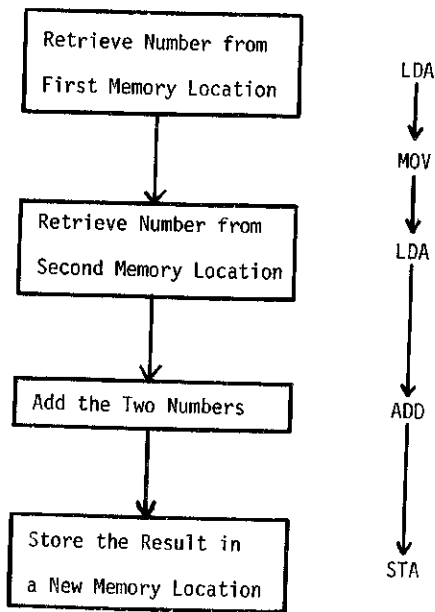 Retrieve Number from
First Memory Location
LDA
MOV
Retrieve Number from
Second Memory Location
LDA
Add the Two Numbers
ADD
Store the Result in
a New Memory Location
STA